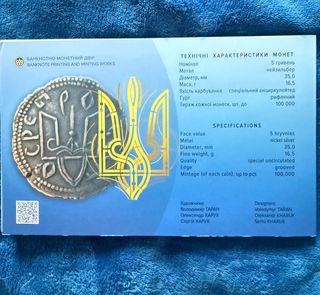 БАНКНОТНО-МОНЕТНИЙ ДВІР
BANKNOTE PRINTING AND MINTING WORKS
ТЕХНІЧНІ ХАРАКТЕРИСТИКИ МОНЕТ
Номінал 5 гривень
Метал нейзильбер
Діаметр, мм 35,0
Маса, г 16,5
Якість карбування спеціальний анциркулейтед
Гурт рифлений
Тираж кожної монети, шт. до 100 000
SPECIFICATIONS
Face value 5 hryvnias
Metal nickel silver
Diameter, mm 35.0
Fine weight, g 16.5
Quality special uncirculated
Edge grooved
Mintage (of each coin), up to pcs 100,000
Художники Designers
Володимир ТАРАН Volodymyr TARAN
Олександр ХАРУК Oleksandr KHARUK
Сергій ХАРУК Serhii KHARUK